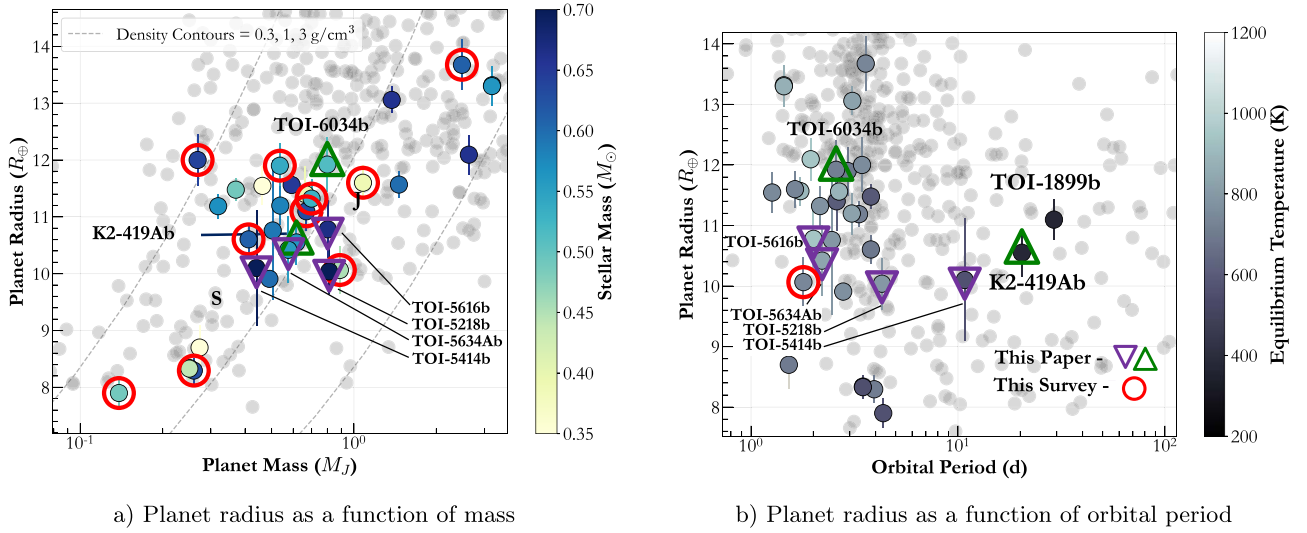 Density Contours = 0.3, 1, 3 g/cm³
TOI-6034b
K2-419Ab
J
S
TOI-5616b
TOI-5218b
TOI-5634Ab
TOI-5414b
14
13
12
11
10
9
8
Planet Radius (R⊕)
10⁻¹
10⁰
Planet Mass (M_J)
0.70
0.65
0.60
0.55
0.50
0.45
0.40
0.35
Stellar Mass (M⊙)
a) Planet radius as a function of mass
TOI-6034b
TOI-1899b
TOI-5616b
K2-419Ab
TOI-5634Ab
TOI-5218b
TOI-5414b
This Paper -
This Survey -
14
13
12
11
10
9
8
Planet Radius (R⊕)
10⁰
10¹
10²
Orbital Period (d)
1200
1000
800
600
400
200
Equilibrium Temperature (K)
b) Planet radius as a function of orbital period